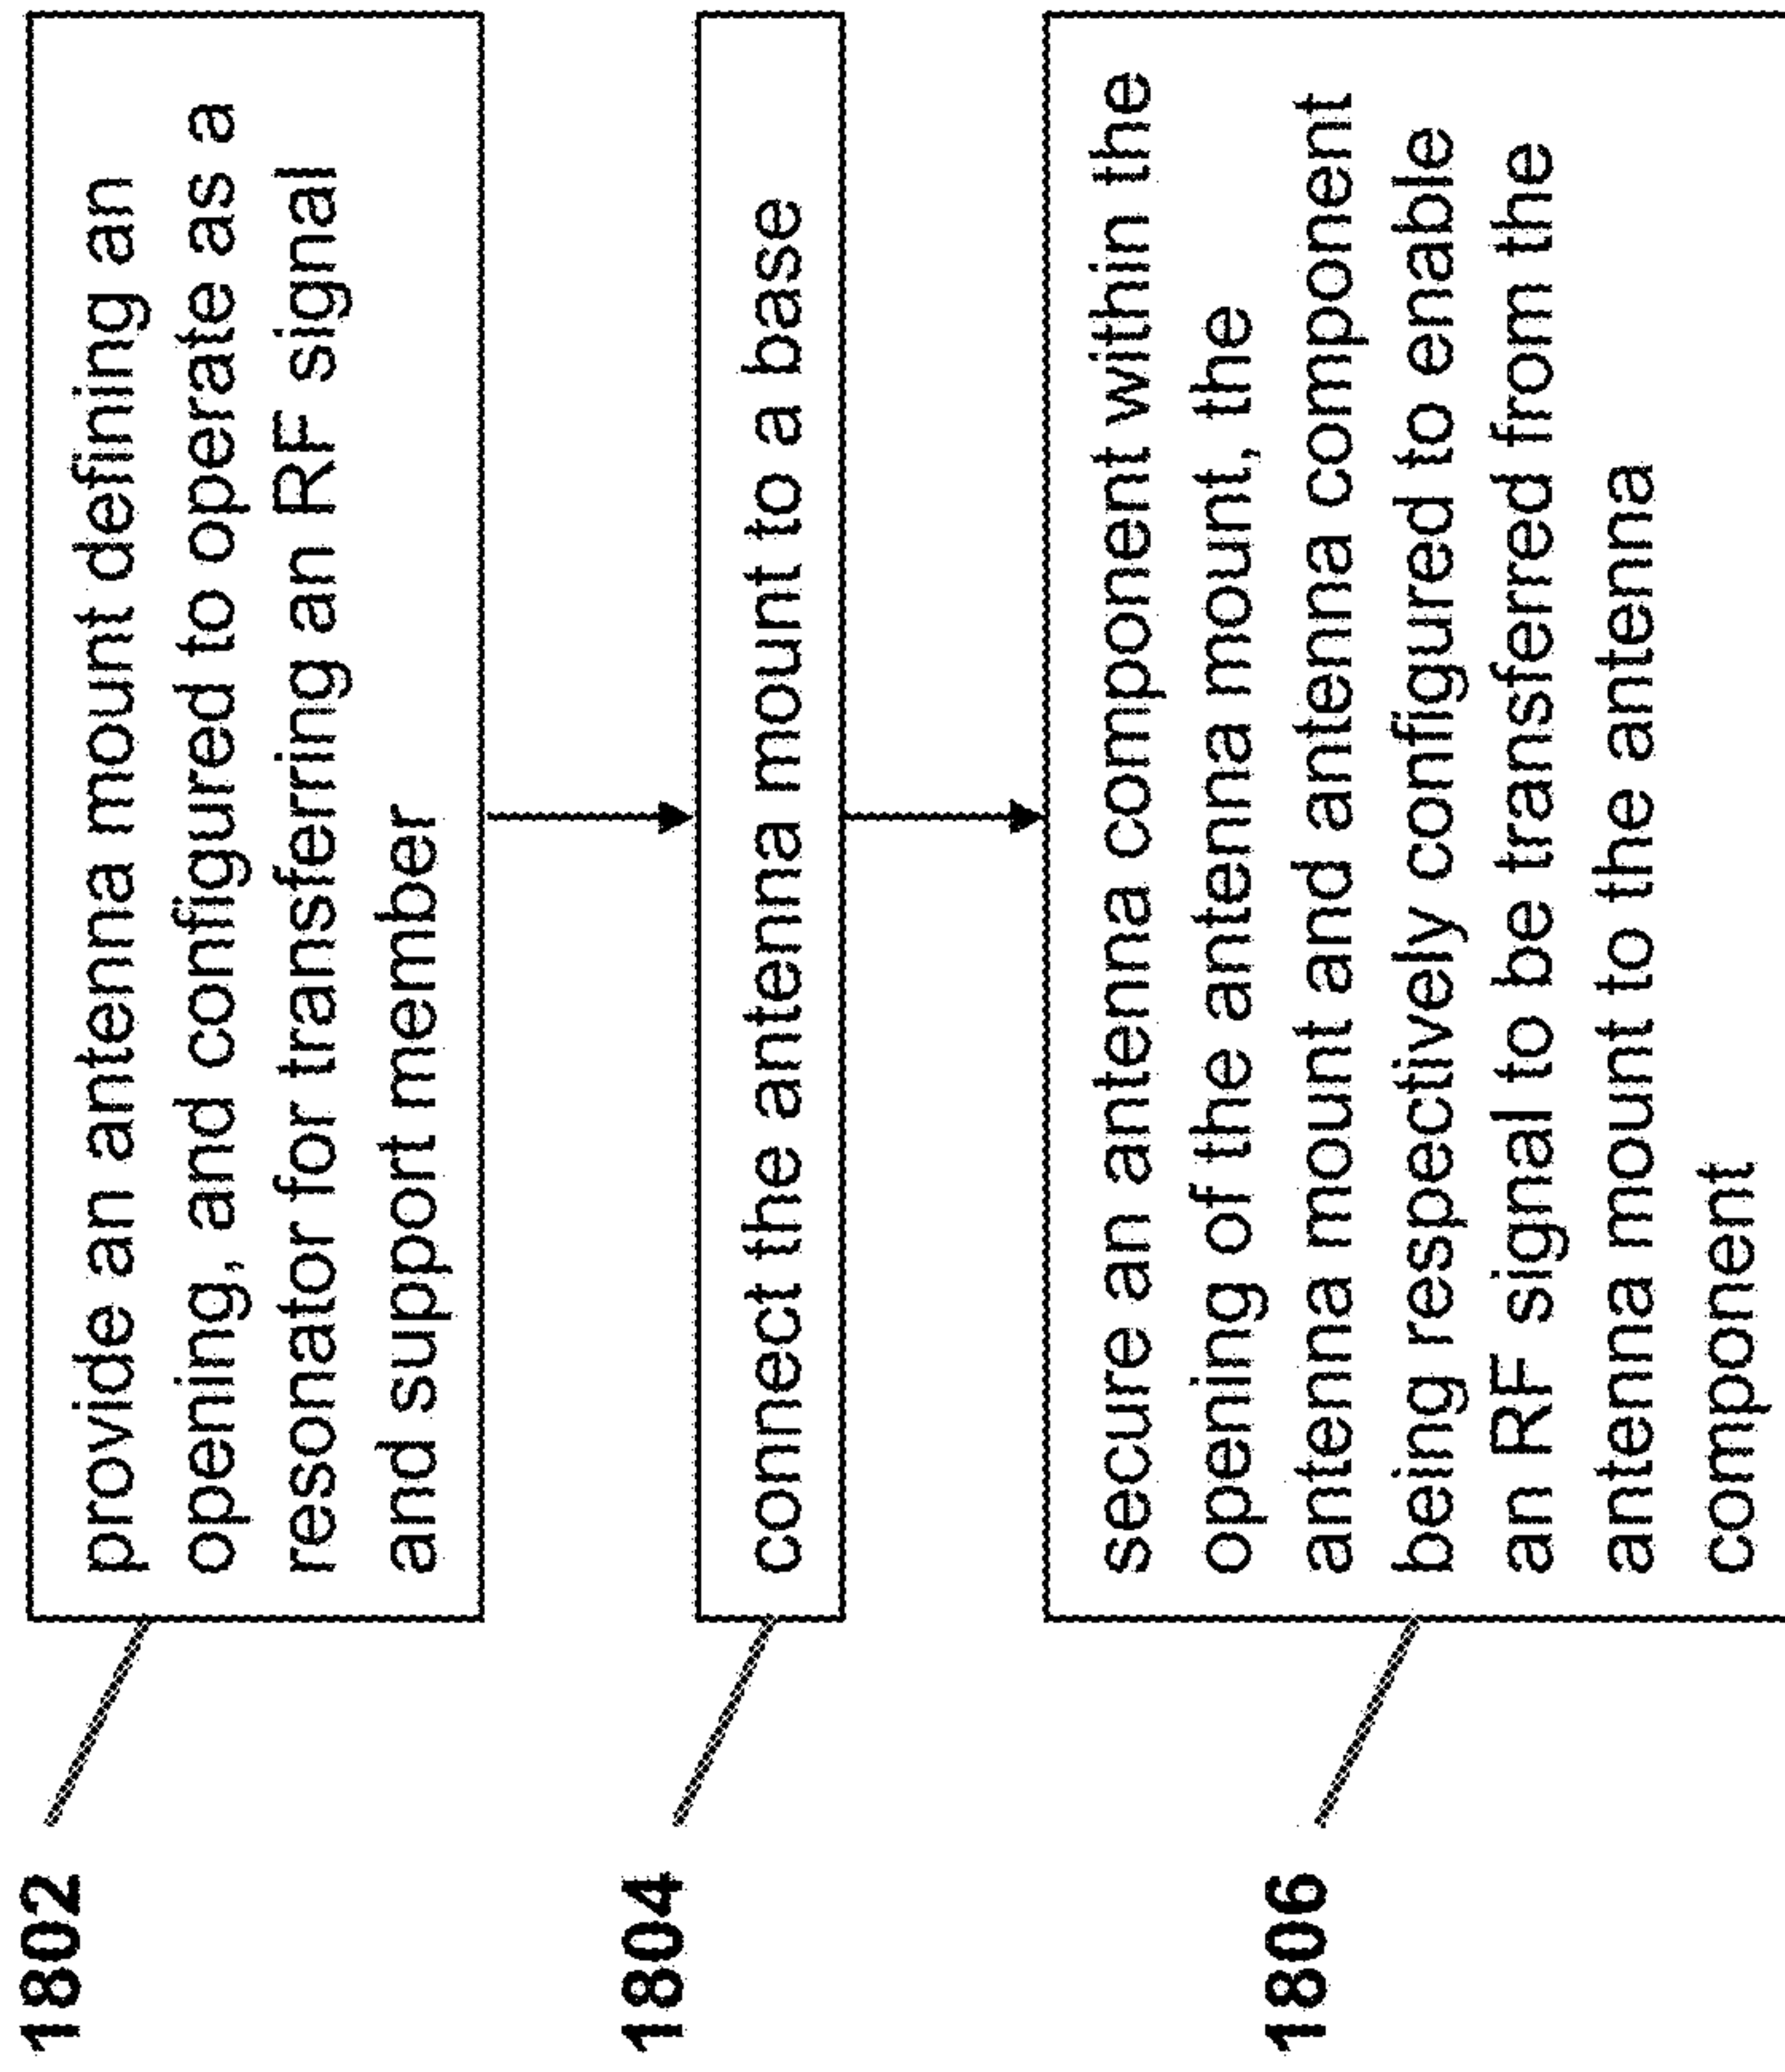 1802
provide an antenna mount defining an
opening, and configured to operate as a
resonator for transferring an RF signal
and support member
1804
connect the antenna mount to a base
1806
secure an antenna component within the
opening of the antenna mount, the
antenna mount and antenna component
being respectively configured to enable
an RF signal to be transferred from the
antenna mount to the antenna
component